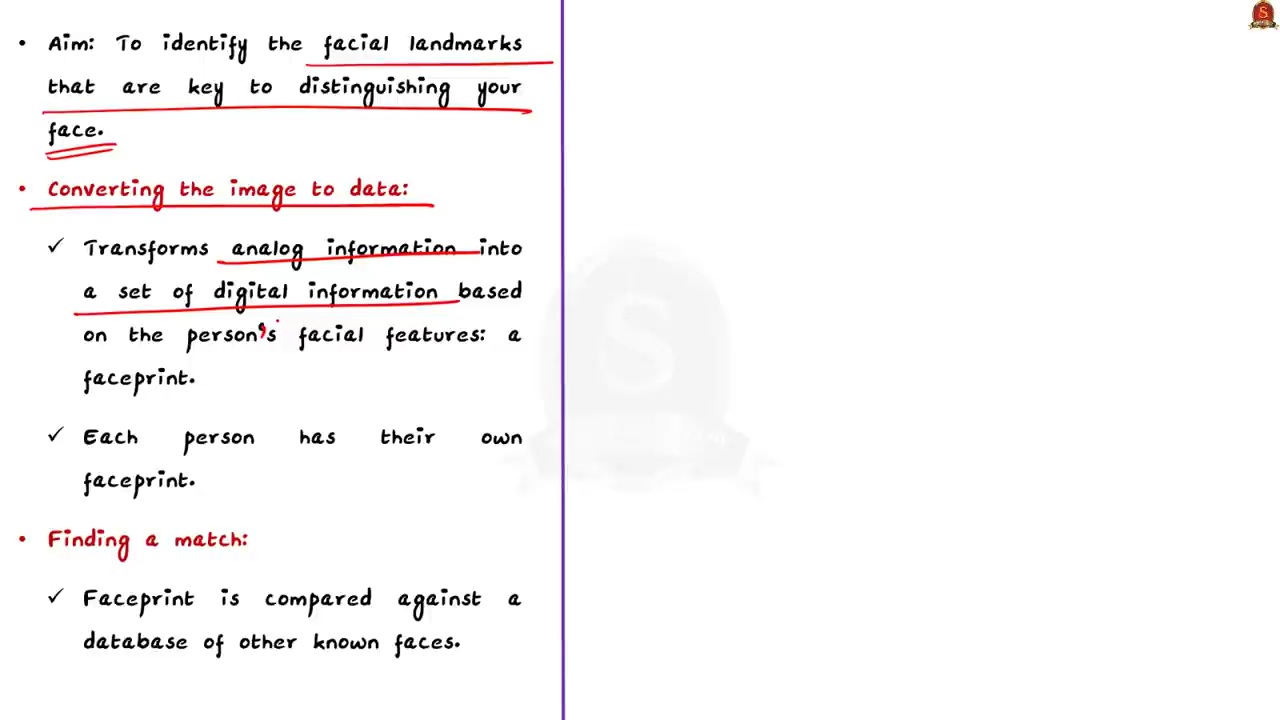 • Aim: To identify the facial landmarks
that are key to distinguishing your
face.
• Converting the image to data:
✓ Transforms analog information into
a set of digital information based
on the person's facial features: a
faceprint.
✓ Each person has their own
faceprint.
• Finding a match:
✓ Faceprint is compared against a
database of other known faces.
S
S